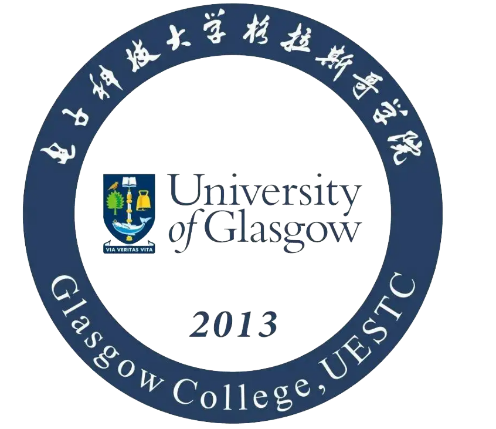 电子科技大学格拉斯哥学院
University
of Glasgow
VIA VERITAS VITA
2013
Glasgow College, UESTC